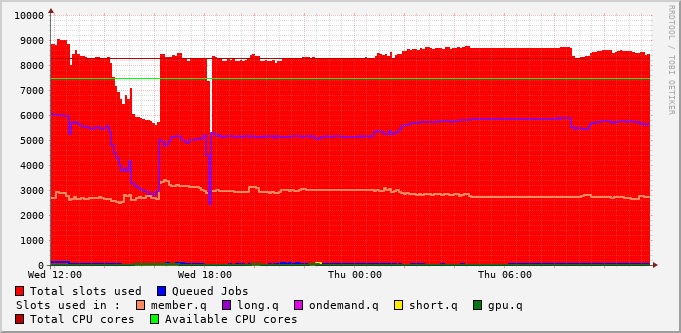 10000
9000
8000
7000
6000
5000
4000
3000
2000
1000
0
Wed 12:00 Wed 18:00 Thu 00:00 Thu 06:00
RRDTOOL / TOBI OETIKER
Total slots used Queued Jobs
Slots used in : member.q long.q ondemand.q short.q gpu.q
Total CPU cores Available CPU cores